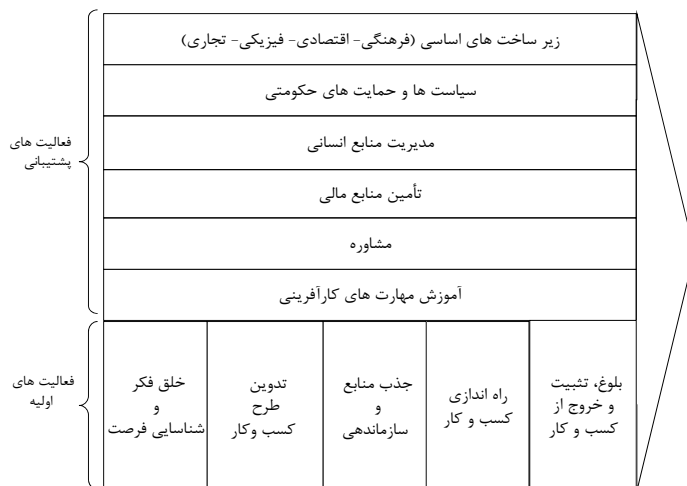 زیر ساخت های اساسی (فرهنگی- اقتصادی- فیزیکی- تجاری)
سیاست ها و حمایت های حکومتی
مدیریت منابع انسانی
تأمین منابع مالی
مشاوره
آموزش مهارت های کارآفرینی
فعالیت های
پشتیبانی
بلوغ، تثبیت
و خروج از
کسب و کار
راه اندازی
کسب و کار
جذب منابع
و
سازماندهی
تدوین
طرح
کسب وکار
خلق فکر
و
شناسایی فرصت
فعالیت های
اولیه